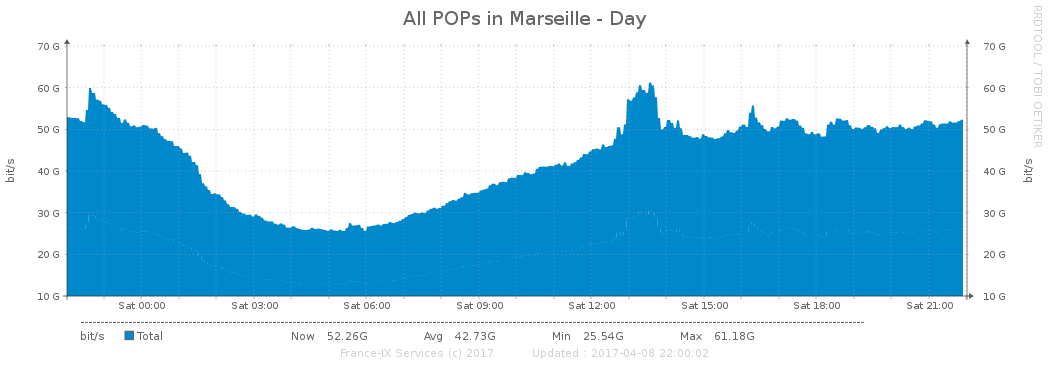 All POPs in Marseille - Day
RRDTOOL / TOBI OETIKER
70 G 70 G
60 G 60 G
50 G 50 G
40 G 40 G
30 G 30 G
20 G 20 G
10 G 10 G
bit/s bit/s
Sat 00:00 Sat 03:00 Sat 06:00 Sat 09:00 Sat 12:00 Sat 15:00 Sat 18:00 Sat 21:00
bit/s Total Now 52.26G Avg 42.73G Min 25.54G Max 61.18G
France-IX Services (c) 2017 Updated : 2017-04-08 22:00:02